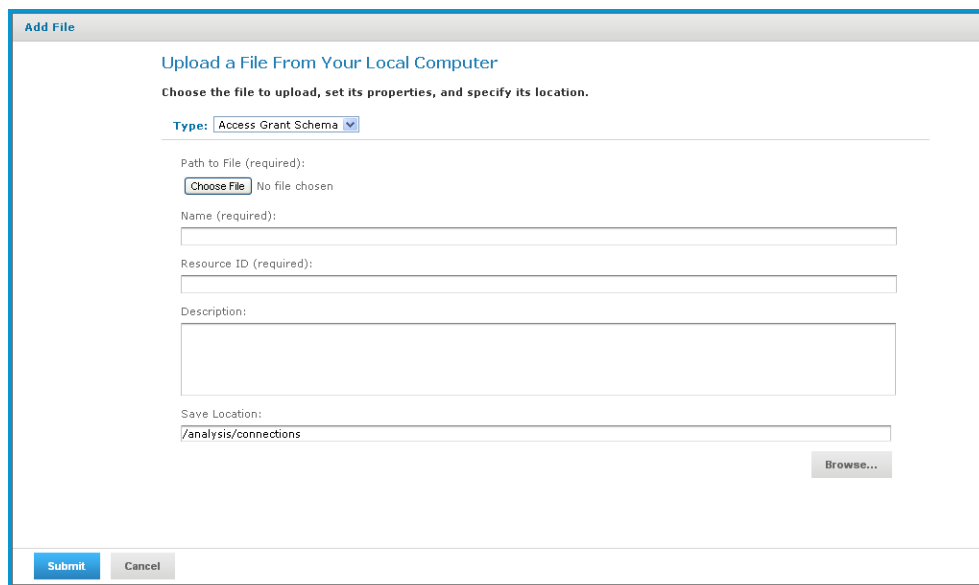 Add File
Upload a File From Your Local Computer
Choose the file to upload, set its properties, and specify its location.
Type: Access Grant Schema
Path to File (required):
Choose File No file chosen
Name (required):
Resource ID (required):
Description:
Save Location:
/analysis/connections
Browse...
Submit Cancel